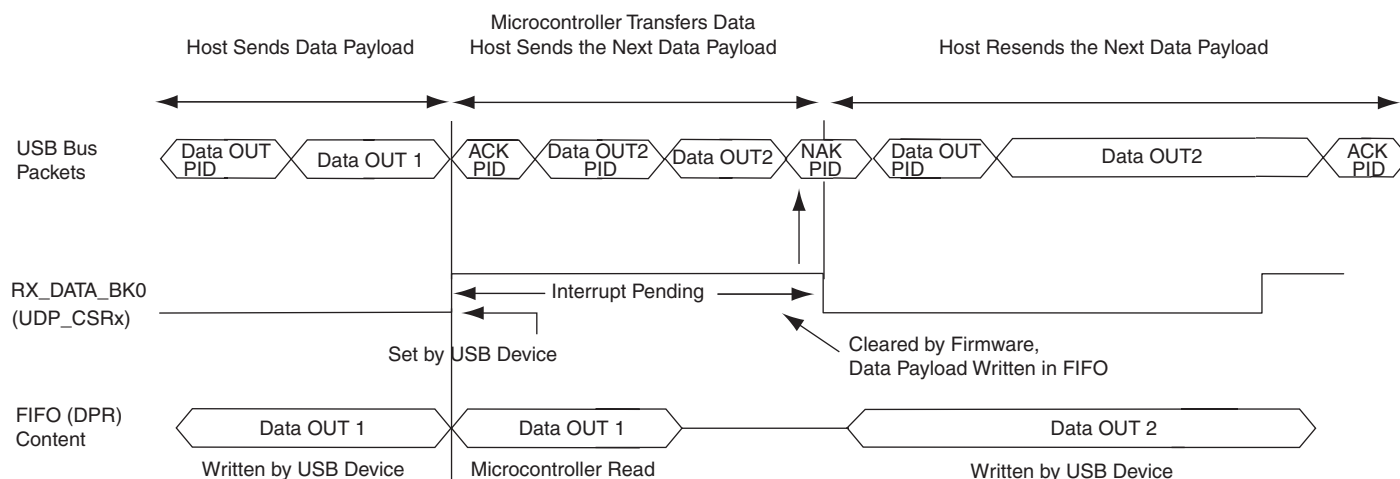 Microcontroller Transfers Data
Host Sends Data Payload
Host Sends the Next Data Payload
Host Resends the Next Data Payload
USB Bus
Packets
Data OUT
PID
Data OUT 1
ACK
PID
Data OUT2
PID
Data OUT2
NAK
PID
Data OUT
PID
Data OUT2
ACK
PID
RX_DATA_BK0
(UDP_CSRx)
Interrupt Pending
Set by USB Device
Cleared by Firmware,
Data Payload Written in FIFO
FIFO (DPR)
Content
Data OUT 1
Data OUT 1
Data OUT 2
Written by USB Device
Microcontroller Read
Written by USB Device